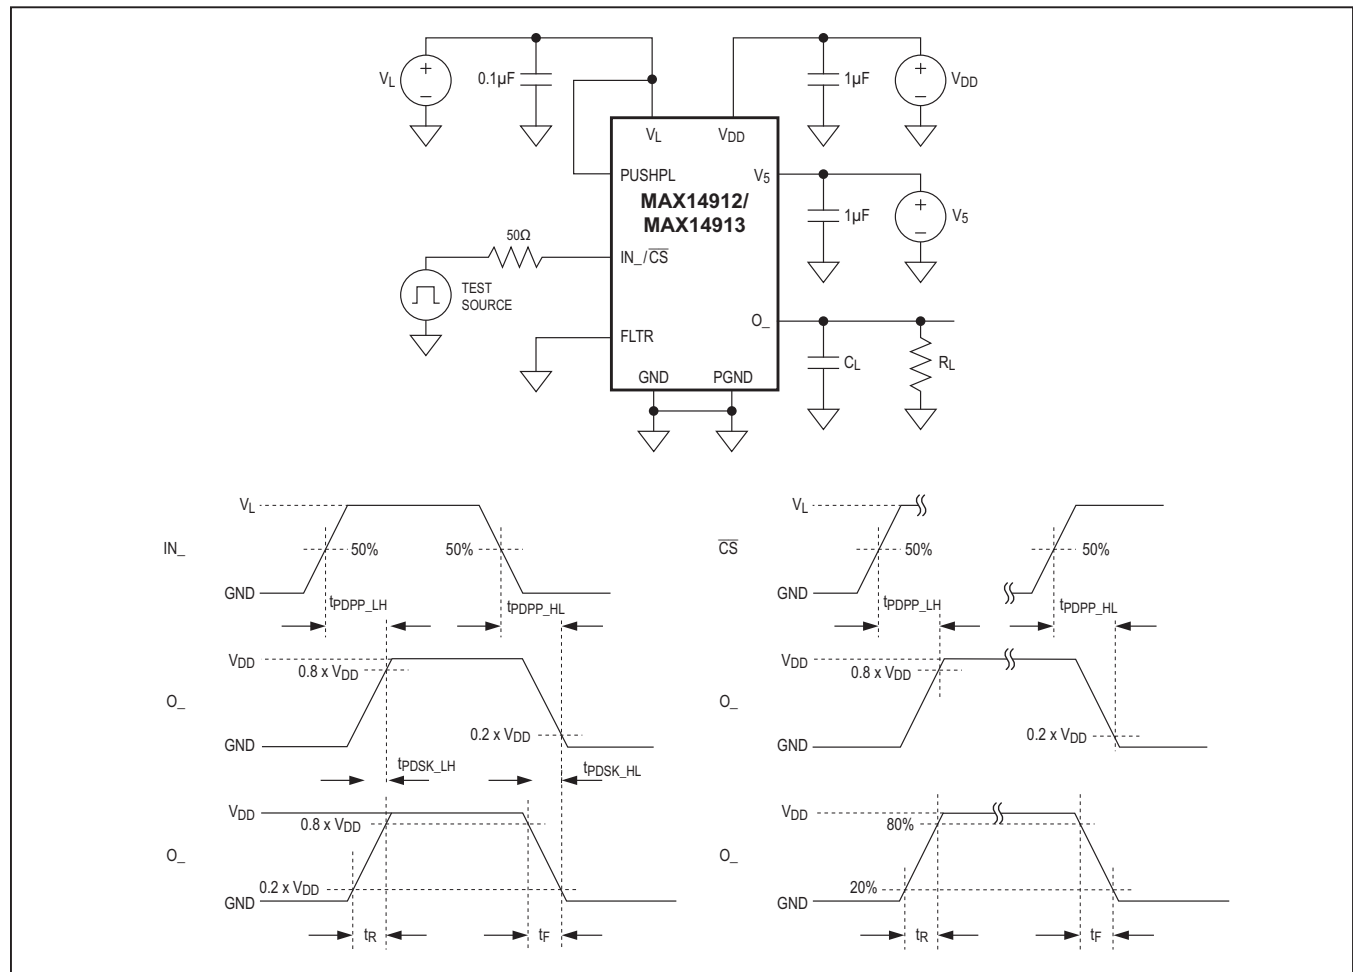 VL
0.1µF
1µF
VDD
VL
VDD
PUSHPL
V5
MAX14912/
MAX14913
1µF
V5
50Ω
IN_/CS
TEST
SOURCE
O_
FLTR
CL
RL
GND
PGND
VL
IN_
50%
50%
GND
tPDPP_LH
tPDPP_HL
VDD
0.8 x VDD
O_
0.2 x VDD
GND
tPDSK_LH
tPDSK_HL
VDD
0.8 x VDD
O_
0.2 x VDD
GND
tR
tF
VL
CS
50%
50%
GND
tPDPP_LH
tPDPP_HL
VDD
0.8 x VDD
O_
0.2 x VDD
GND
VDD
80%
O_
20%
GND
tR
tF